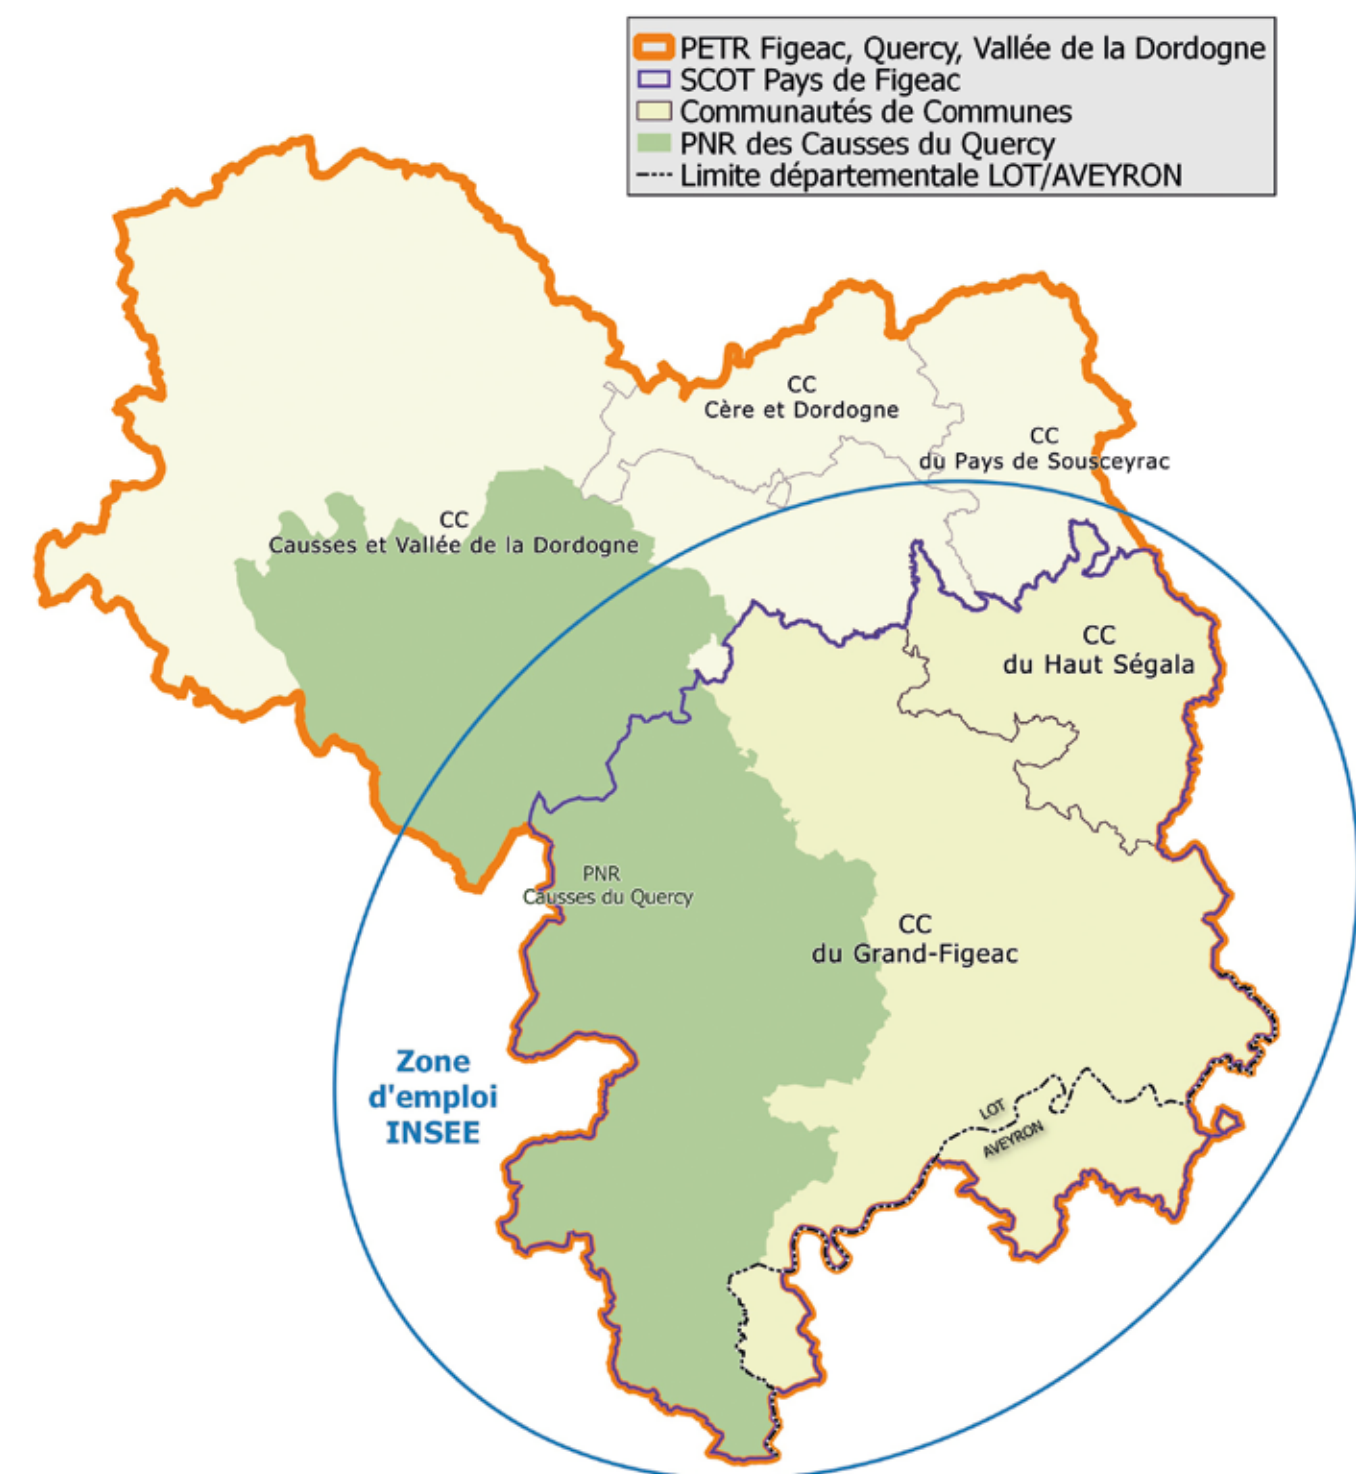 PETR Figeac, Quercy, Vallée de la Dordogne
SCOT Pays de Figeac
Communautés de Communes
PNR des Causses du Quercy
Limite départementale LOT/AVEYRON
CC
Cère et Dordogne
CC
du Pays de Sousceyrac
CC
Causses et Vallée de la Dordogne
CC
du Haut Ségala
PNR
Causses du Quercy
CC
du Grand-Figeac
Zone
d'emploi
INSEE
LOT
AVEYRON